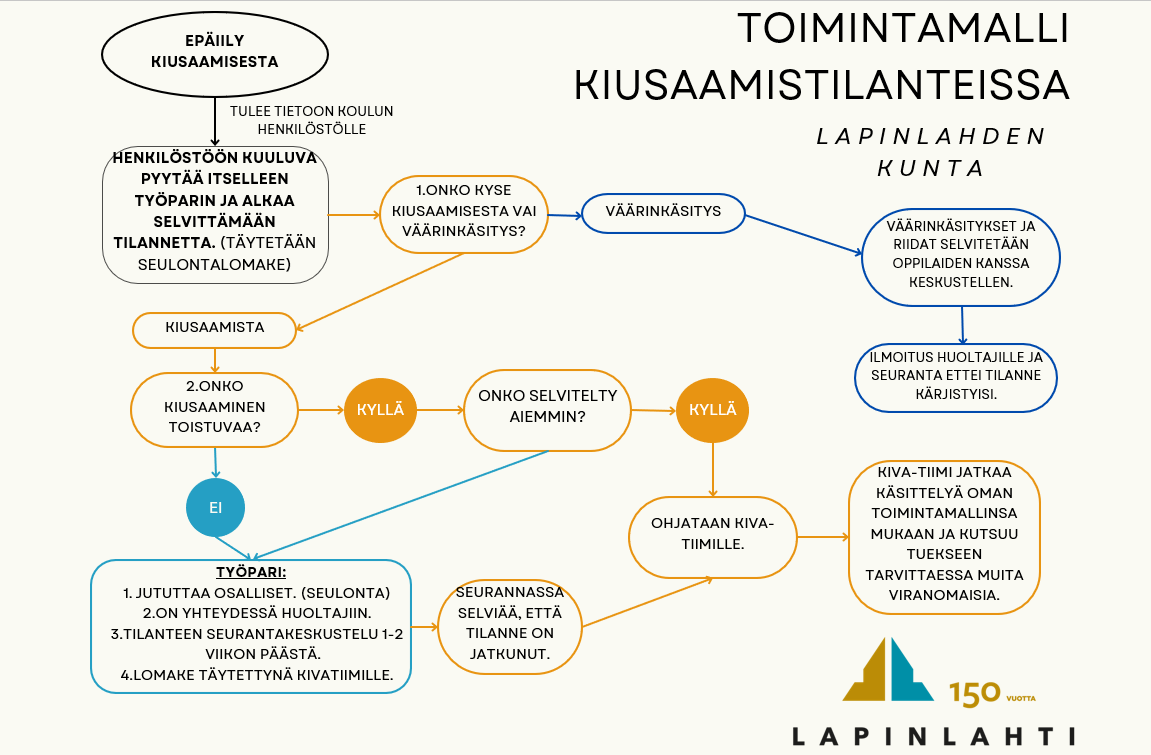 TOIMINTAMALLI
KIUSAAMISTILANTEISSA
LAPINLAHDEN
KUNTA
EPÄILY
KIUSAAMISESTA
TULEE TIETOON KOULUN
HENKILÖSTÖLLE
HENKILÖSTÖÖN KUULUVA
PYYTÄÄ ITSELLEEN
TYÖPARIN JA ALKAA
SELVITTÄMÄÄN
TILANNETTA. (TÄYTETÄÄN
SEULONTALOMAKE)
1.ONKO KYSE
KIUSAAMISESTA VAI
VÄÄRINKÄSITYS?
VÄÄRINKÄSITYS
VÄÄRINKÄSITYKSET JA
RIIDAT SELVITETÄÄN
OPPILAIDEN KANSSA
KESKUSTELLEN.
ILMOITUS HUOLTAJILLE JA
SEURANTA ETTEI TILANNE
KÄRJISTYISI.
KIUSAAMISTA
2.ONKO
KIUSAAMINEN
TOISTUVAA?
KYLLÄ
ONKO SELVITELTY
AIEMMIN?
KYLLÄ
EI
OHJATAAN KIVA-
TIIMILLE.
KIVA-TIIMI JATKAA
KÄSITTELYÄ OMAN
TOIMINTAMALLINSA
MUKAAN JA KUTSUU
TUEKSEEN
TARVITTAESSA MUITA
VIRANOMAISIA.
TYÖPARI:
1. JUTUTTAA OSALLISET. (SEULONTA)
2.ON YHTEYDESSÄ HUOLTAJIIN.
3.TILANTEEN SEURANTAKESKUSTELU 1-2
VIIKON PÄÄSTÄ.
4.LOMAKE TÄYTETTYNÄ KIVATIIMILLE.
SEURANNASSA
SELVIÄÄ, ETTÄ
TILANNE ON
JATKUNUT.
150 VUOTTA
LAPINLAHTI